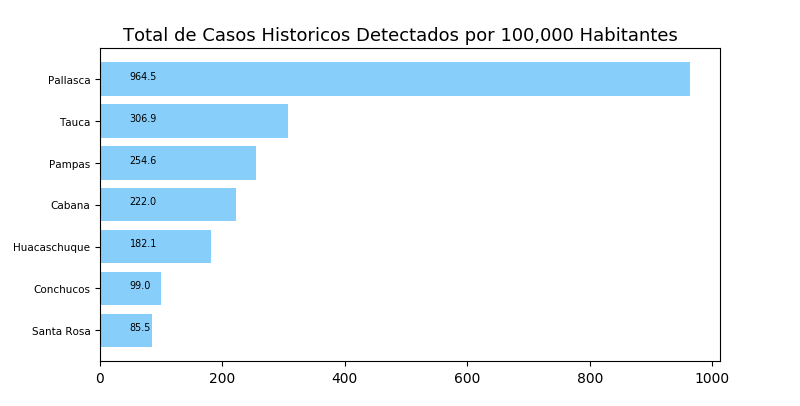 Total de Casos Historicos Detectados por 100,000 Habitantes
Pallasca 964.5
Tauca 306.9
Pampas 254.6
Cabana 222.0
Huacaschuque 182.1
Conchucos 99.0
Santa Rosa 85.5
0 200 400 600 800 1000